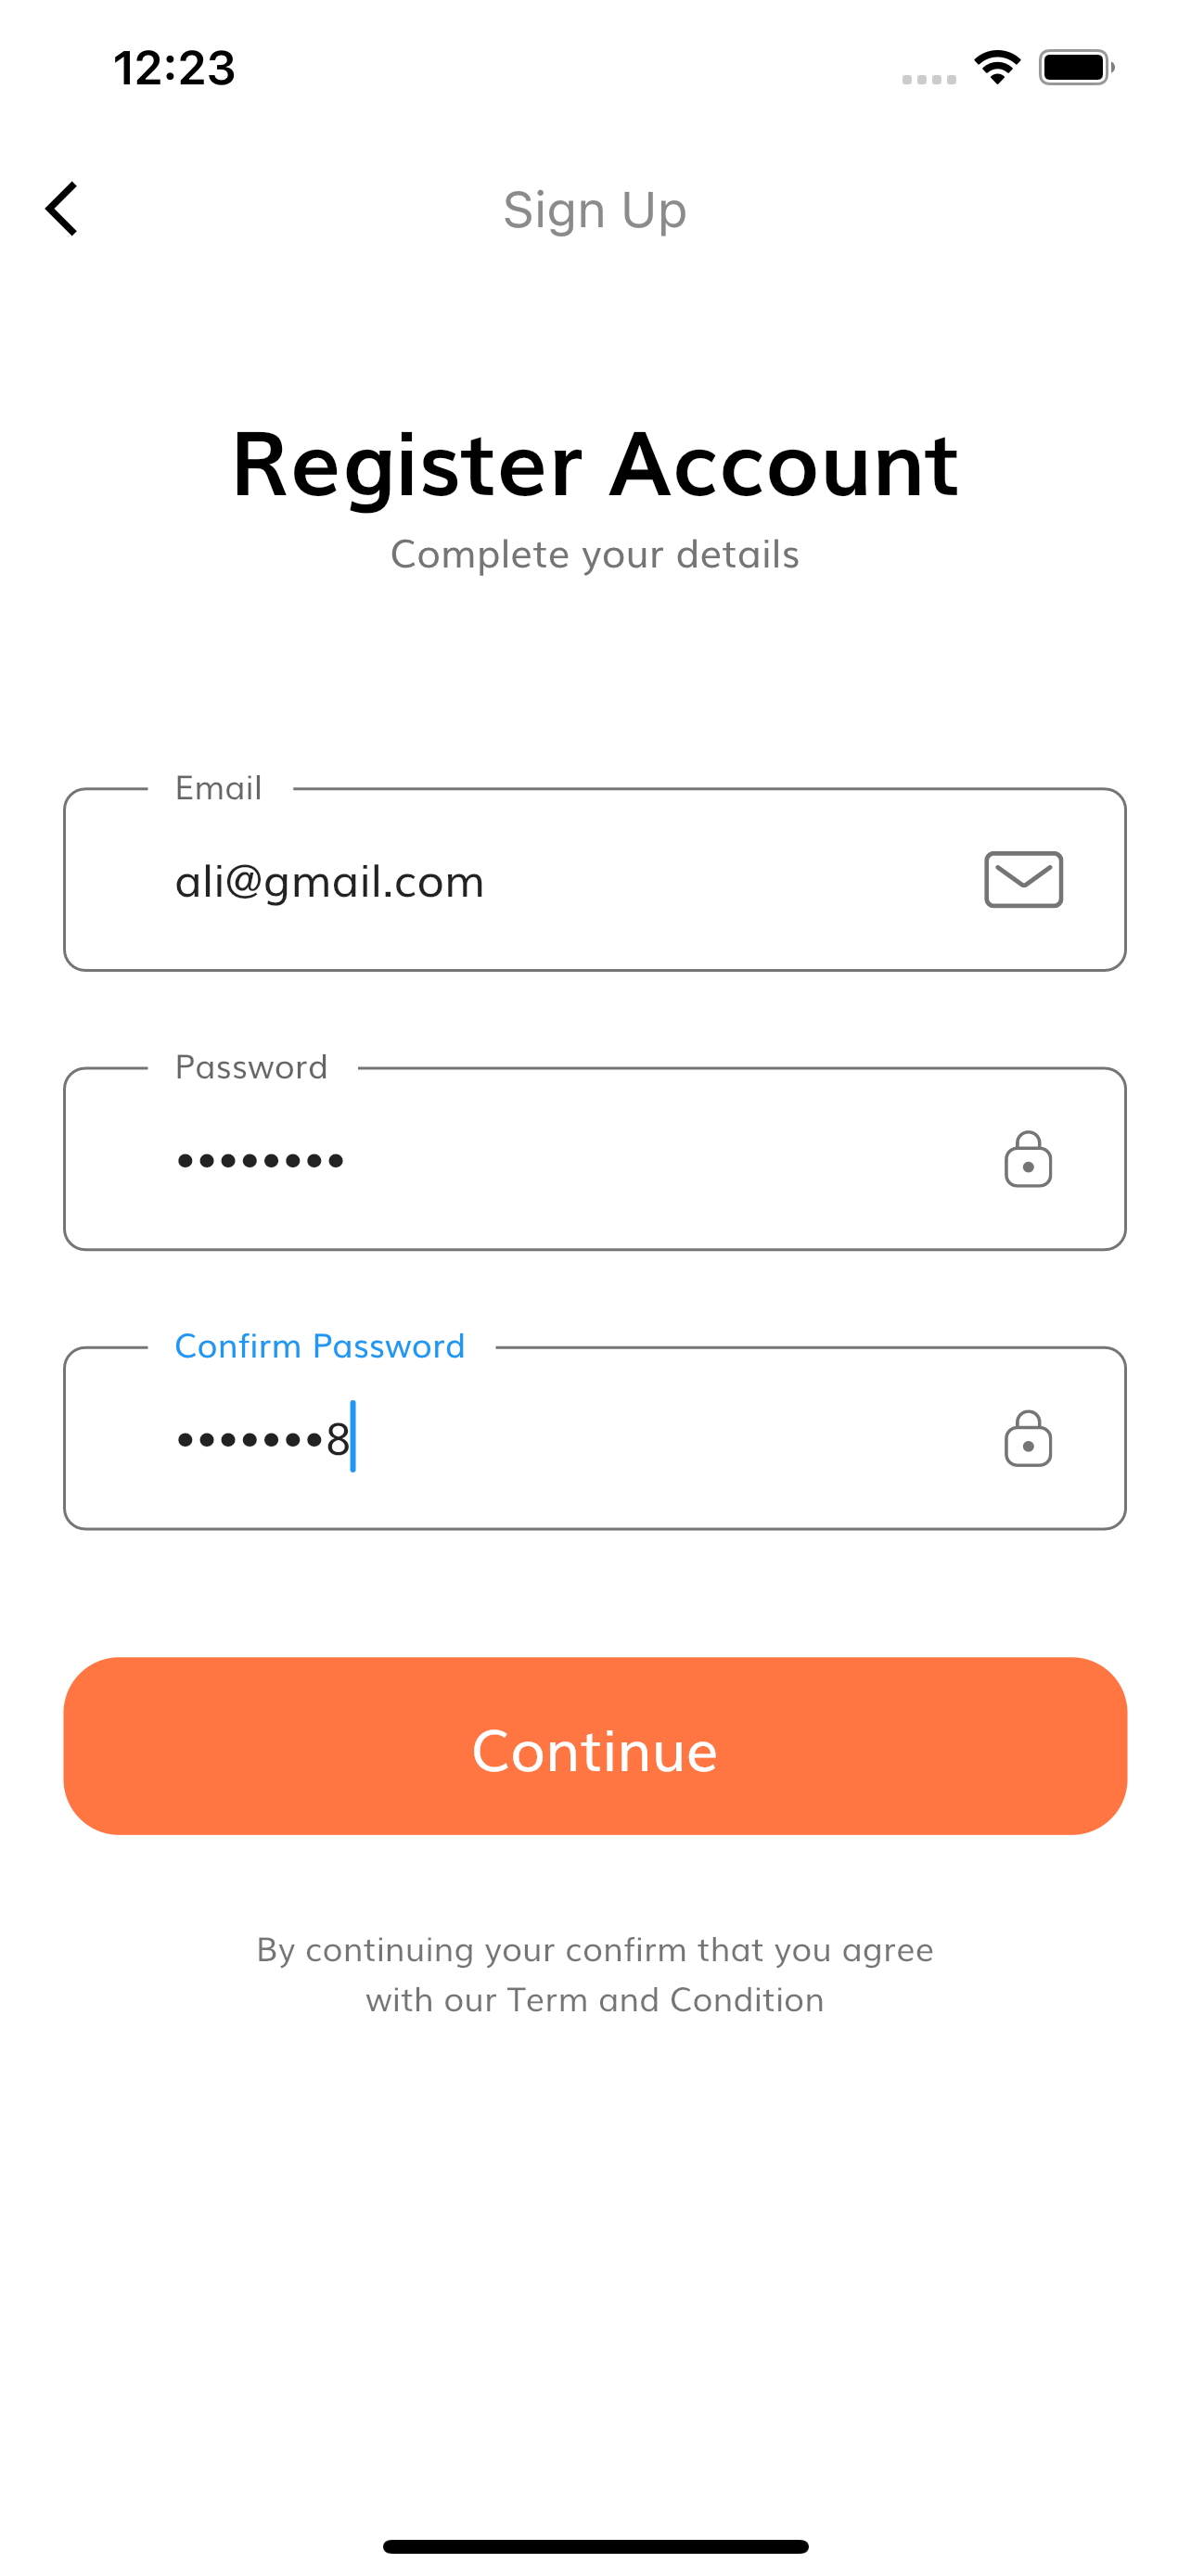 12:23
Sign Up
Register Account
Complete your details
Email
ali@gmail.com
Password
••••••••
Confirm Password
•••••••8
Continue
By continuing your confirm that you agree
with our Term and Condition